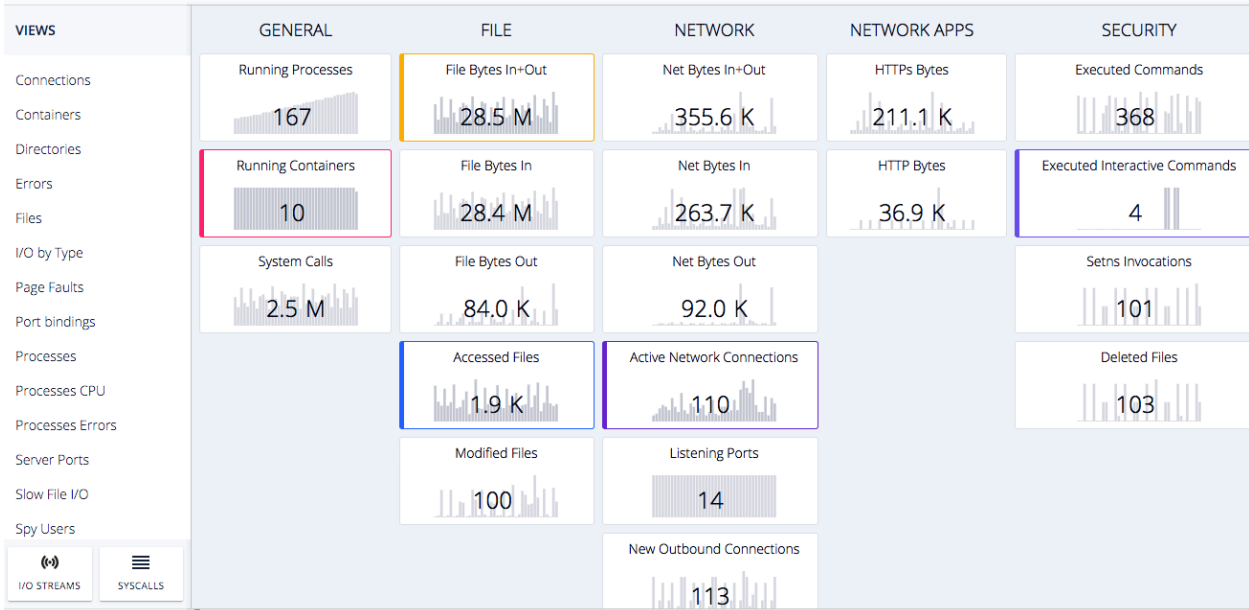 VIEWS
Connections
Containers
Directories
Errors
Files
I/O by Type
Page Faults
Port bindings
Processes
Processes CPU
Processes Errors
Server Ports
Slow File I/O
Spy Users
I/O STREAMS
SYSCALLS
GENERAL
Running Processes
167
Running Containers
10
System Calls
2.5 M
FILE
File Bytes In+Out
28.5 M
File Bytes In
28.4 M
File Bytes Out
84.0 K
Accessed Files
1.9 K
Modified Files
100
NETWORK
Net Bytes In+Out
355.6 K
Net Bytes In
263.7 K
Net Bytes Out
92.0 K
Active Network Connections
110
Listening Ports
14
New Outbound Connections
113
NETWORK APPS
HTTPs Bytes
211.1 K
HTTP Bytes
36.9 K
SECURITY
Executed Commands
368
Executed Interactive Commands
4
Setns Invocations
101
Deleted Files
103